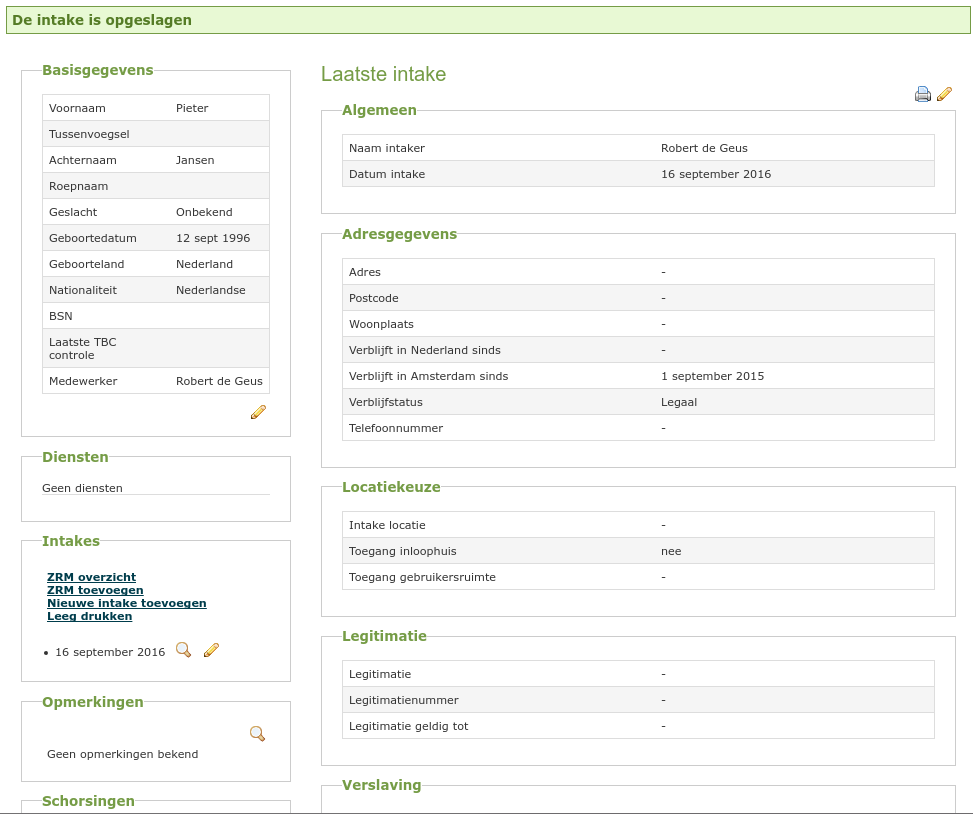 De intake is opgeslagen
Basisgegevens
Voornaam Pieter
Tussenvoegsel
Achternaam Jansen
Roepnaam
Geslacht Onbekend
Geboortedatum 12 sept 1996
Geboorteland Nederland
Nationaliteit Nederlandse
BSN
Laatste TBC
controle
Medewerker Robert de Geus
Diensten
Geen diensten
Intakes
ZRM overzicht
ZRM toevoegen
Nieuwe intake toevoegen
Leeg drukken
• 16 september 2016
Opmerkingen
Geen opmerkingen bekend
Schorsingen
Laatste intake
Algemeen
Naam intaker Robert de Geus
Datum intake 16 september 2016
Adresgegevens
Adres -
Postcode -
Woonplaats -
Verblijft in Nederland sinds -
Verblijft in Amsterdam sinds 1 september 2015
Verblijfstatus Legaal
Telefoonnummer -
Locatiekeuze
Intake locatie -
Toegang inloophuis nee
Toegang gebruikersruimte -
Legitimatie
Legitimatie -
Legitimatienummer -
Legitimatie geldig tot -
Verslaving